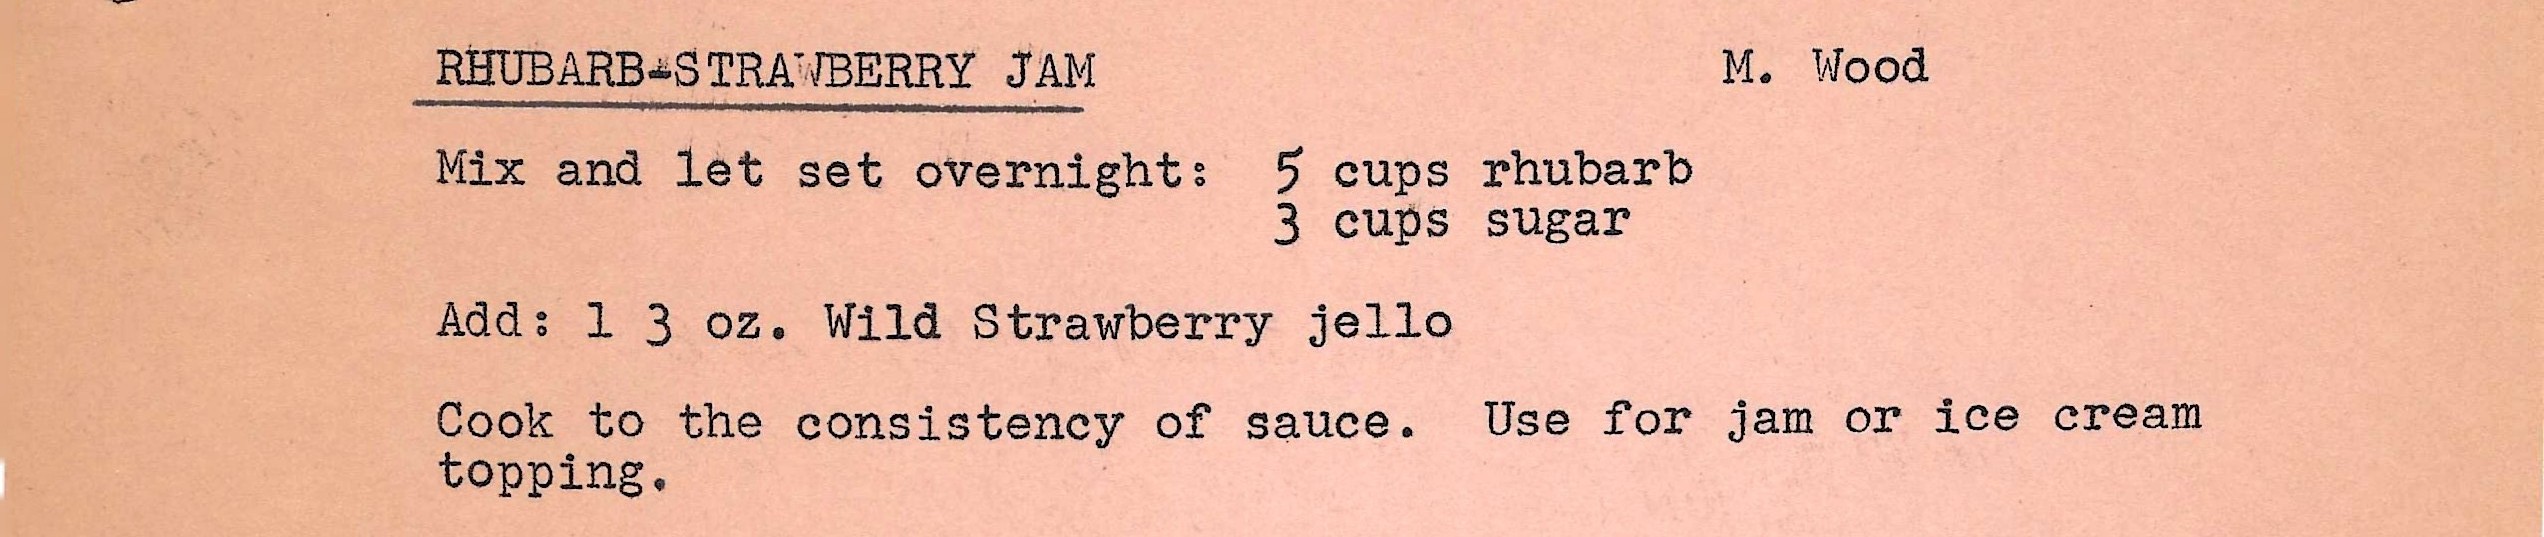 RHUBARB-STRAWBERRY JAM M. Wood
Mix and let set overnight: 5 cups rhubarb
3 cups sugar
Add: 1 3 oz. Wild Strawberry jello
Cook to the consistency of sauce. Use for jam or ice cream
topping.